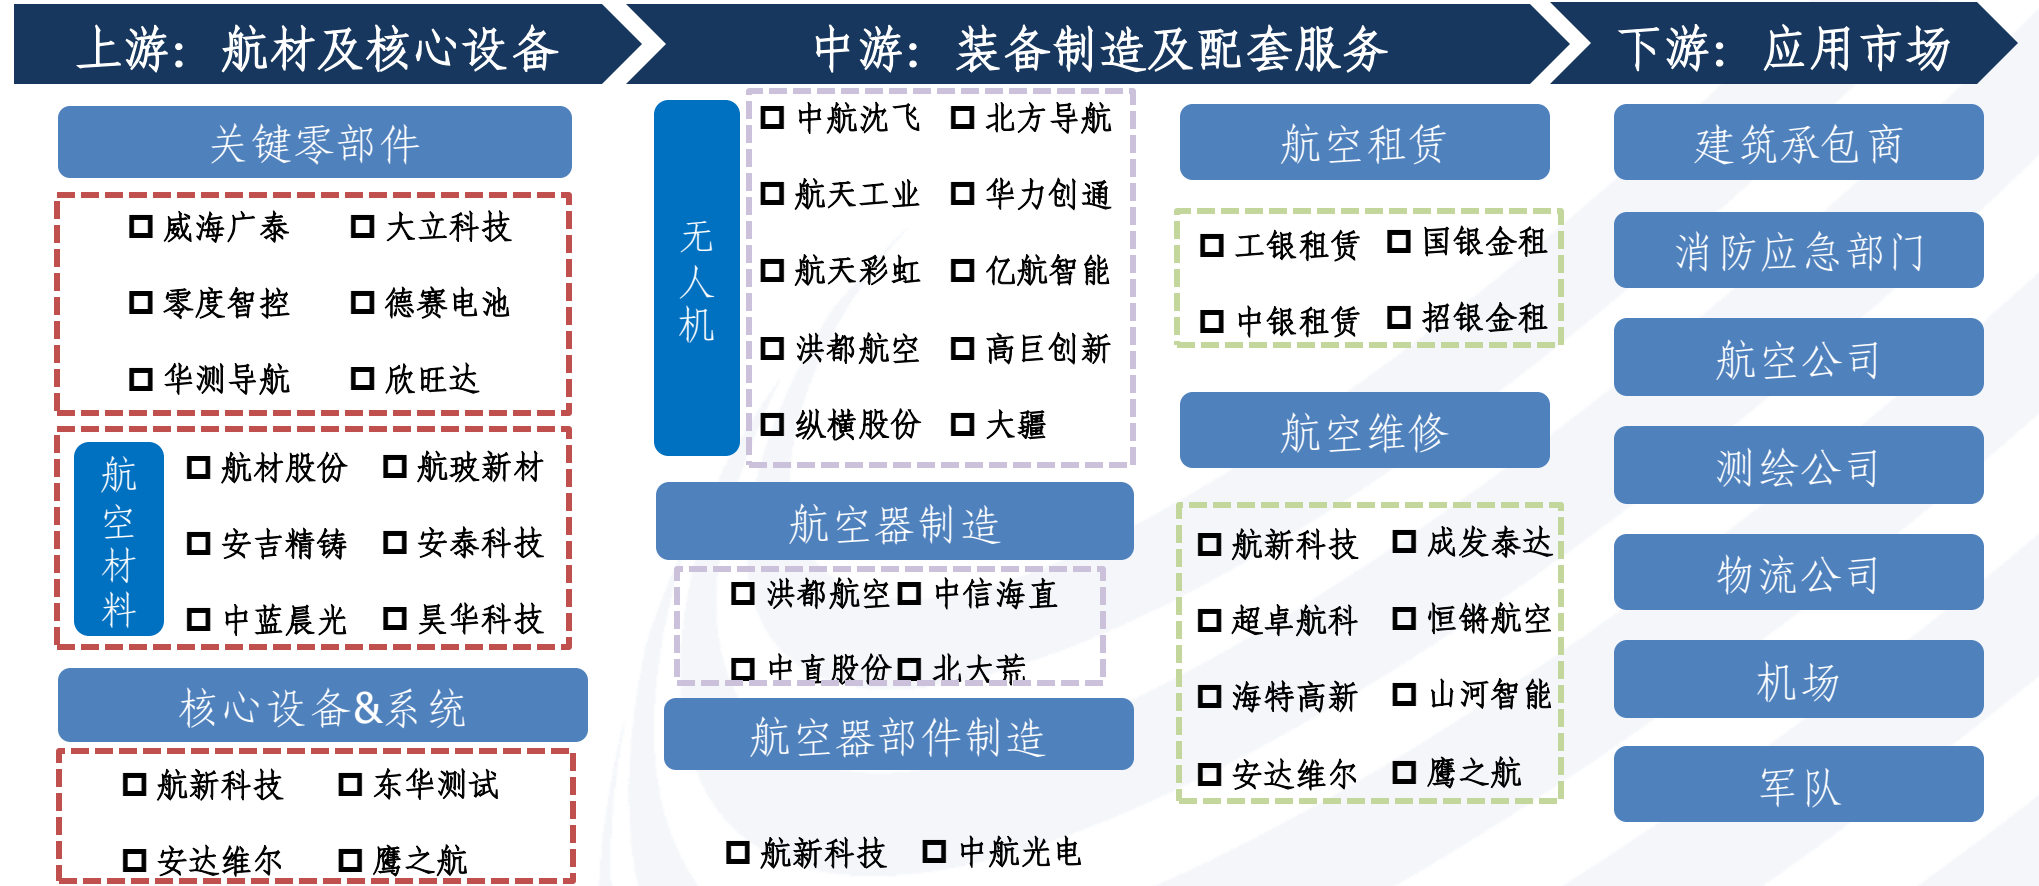 上游：航材及核心设备
关键零部件
威海广泰 大立科技
零度智控 德赛电池
华测导航 欣旺达
航空材料
航材股份 航玻新材
安吉精铸 安泰科技
中蓝晨光 昊华科技
核心设备&系统
航新科技 东华测试
安达维尔 鹰之航
中游：装备制造及配套服务
无人机
中航沈飞 北方导航
航天工业 华力创通
航天彩虹 亿航智能
洪都航空 高巨创新
纵横股份 大疆
航空器制造
洪都航空 中信海直
中直股份 北大荒
航空器部件制造
航新科技 中航光电
航空租赁
工银租赁 国银金租
中银租赁 招银金租
航空维修
航新科技 成发泰达
超卓航科 恒锵航空
海特高新 山河智能
安达维尔 鹰之航
下游：应用市场
建筑承包商
消防应急部门
航空公司
测绘公司
物流公司
机场
军队